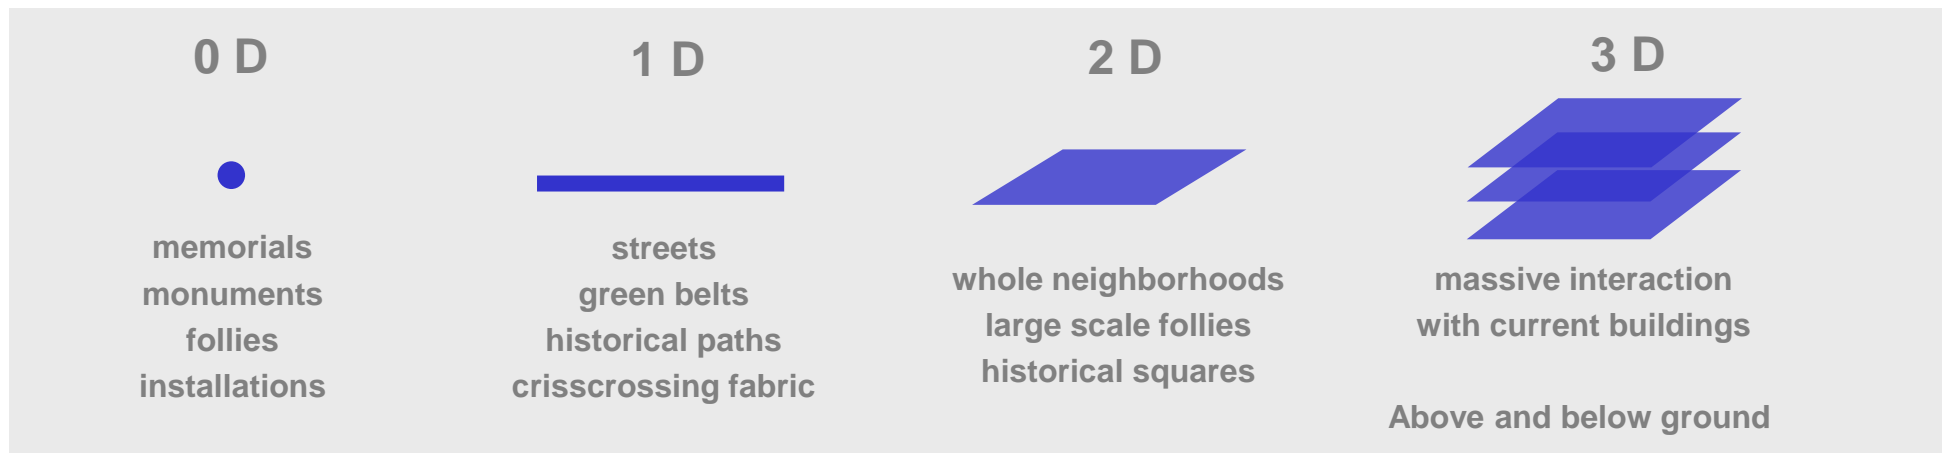 0 D
memorials
monuments
follies
installations
1 D
streets
green belts
historical paths
crisscrossing fabric
2 D
whole neighborhoods
large scale follies
historical squares
3 D
massive interaction
with current buildings
Above and below ground